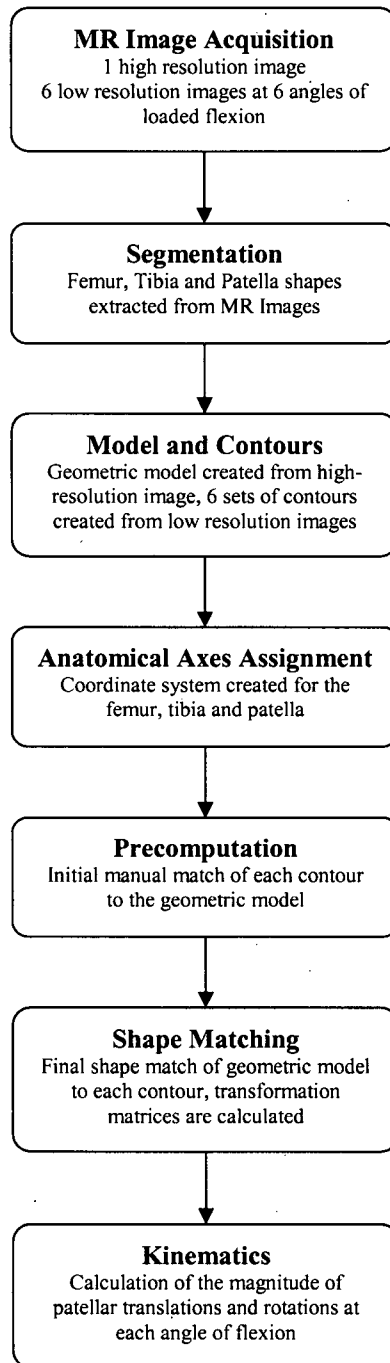 MR Image Acquisition
1 high resolution image
6 low resolution images at 6 angles of
loaded flexion
Segmentation
Femur, Tibia and Patella shapes
extracted from MR Images
Model and Contours
Geometric model created from high-
resolution image, 6 sets of contours
created from low resolution images
Anatomical Axes Assignment
Coordinate system created for the
femur, tibia and patella
Precomputation
Initial manual match of each contour
to the geometric model
Shape Matching
Final shape match of geometric model
to each contour, transformation
matrices are calculated
Kinematics
Calculation of the magnitude of
patellar translations and rotations at
each angle of flexion